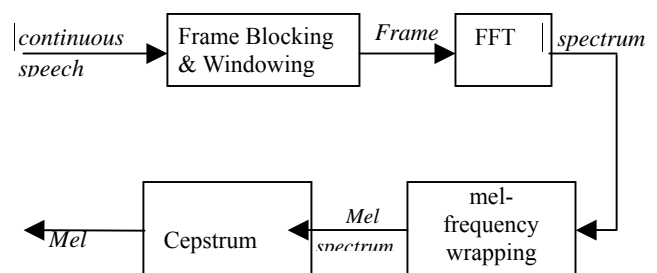 continuous
speech
Frame Blocking
& Windowing
Frame
FFT
spectrum
mel-
frequency
wrapping
Mel
spectrum
Cepstrum
Mel